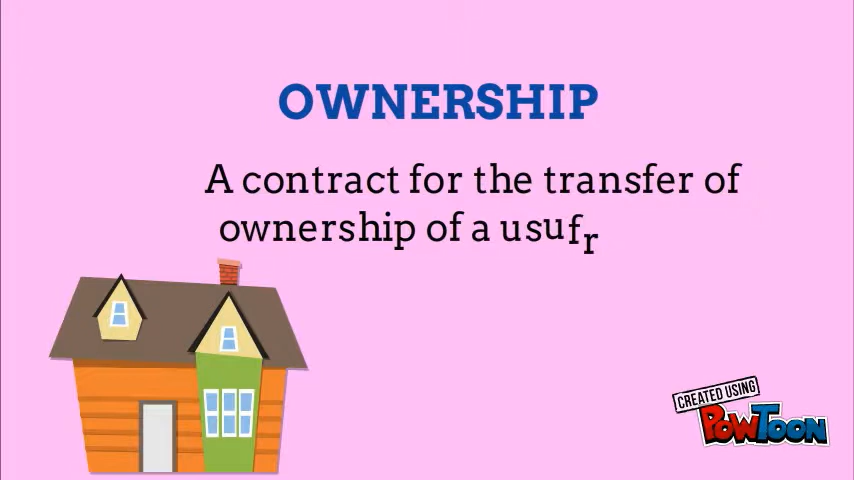 OWNERSHIP
A contract for the transfer of
ownership of a usufr
CREATED USING
POWTOON